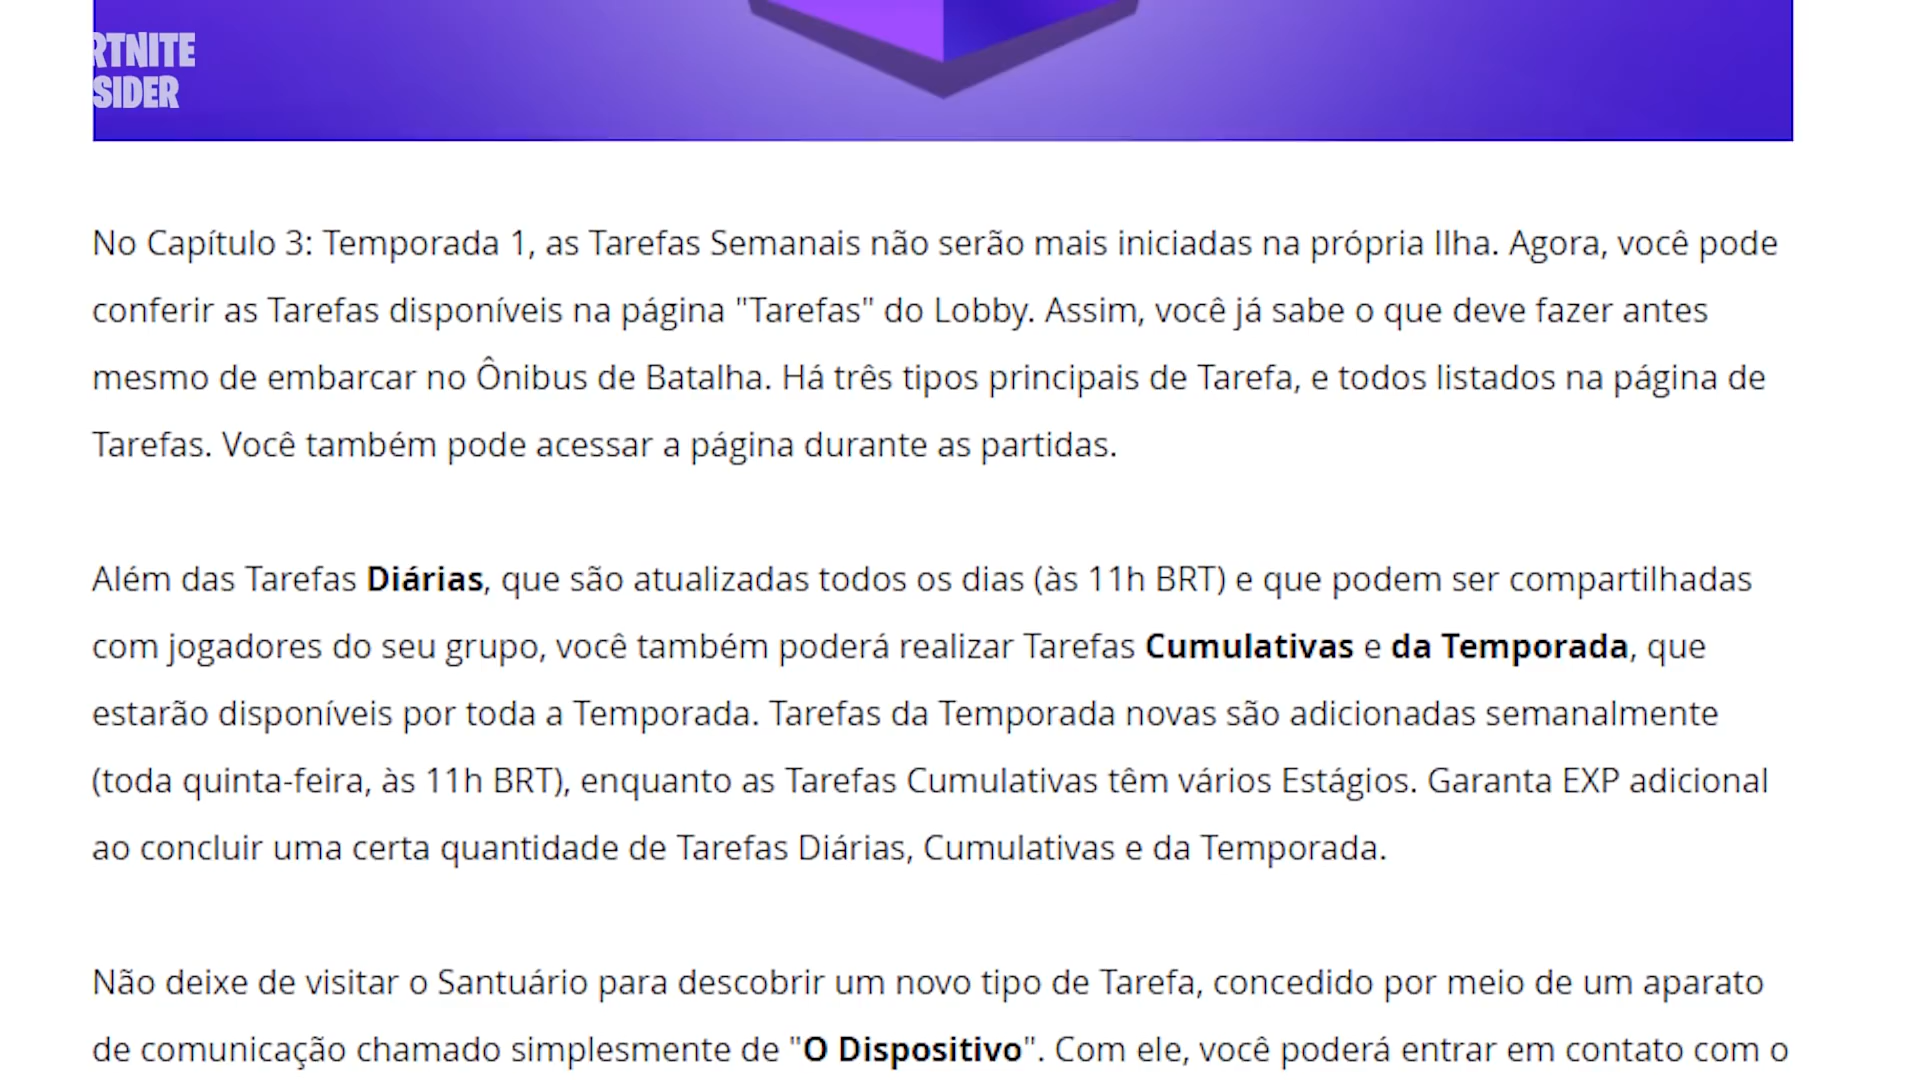 RTNITE
SIDER
No Capítulo 3: Temporada 1, as Tarefas Semanais não serão mais iniciadas na própria Ilha. Agora, você pode
conferir as Tarefas disponíveis na página "Tarefas" do Lobby. Assim, você já sabe o que deve fazer antes
mesmo de embarcar no Ônibus de Batalha. Há três tipos principais de Tarefa, e todos listados na página de
Tarefas. Você também pode acessar a página durante as partidas.
Além das Tarefas Diárias, que são atualizadas todos os dias (às 11h BRT) e que podem ser compartilhadas
com jogadores do seu grupo, você também poderá realizar Tarefas Cumulativas e da Temporada, que
estarão disponíveis por toda a Temporada. Tarefas da Temporada novas são adicionadas semanalmente
(toda quinta-feira, às 11h BRT), enquanto as Tarefas Cumulativas têm vários Estágios. Garanta EXP adicional
ao concluir uma certa quantidade de Tarefas Diárias, Cumulativas e da Temporada.
Não deixe de visitar o Santuário para descobrir um novo tipo de Tarefa, concedido por meio de um aparato
de comunicação chamado simplesmente de "O Dispositivo". Com ele, você poderá entrar em contato com o